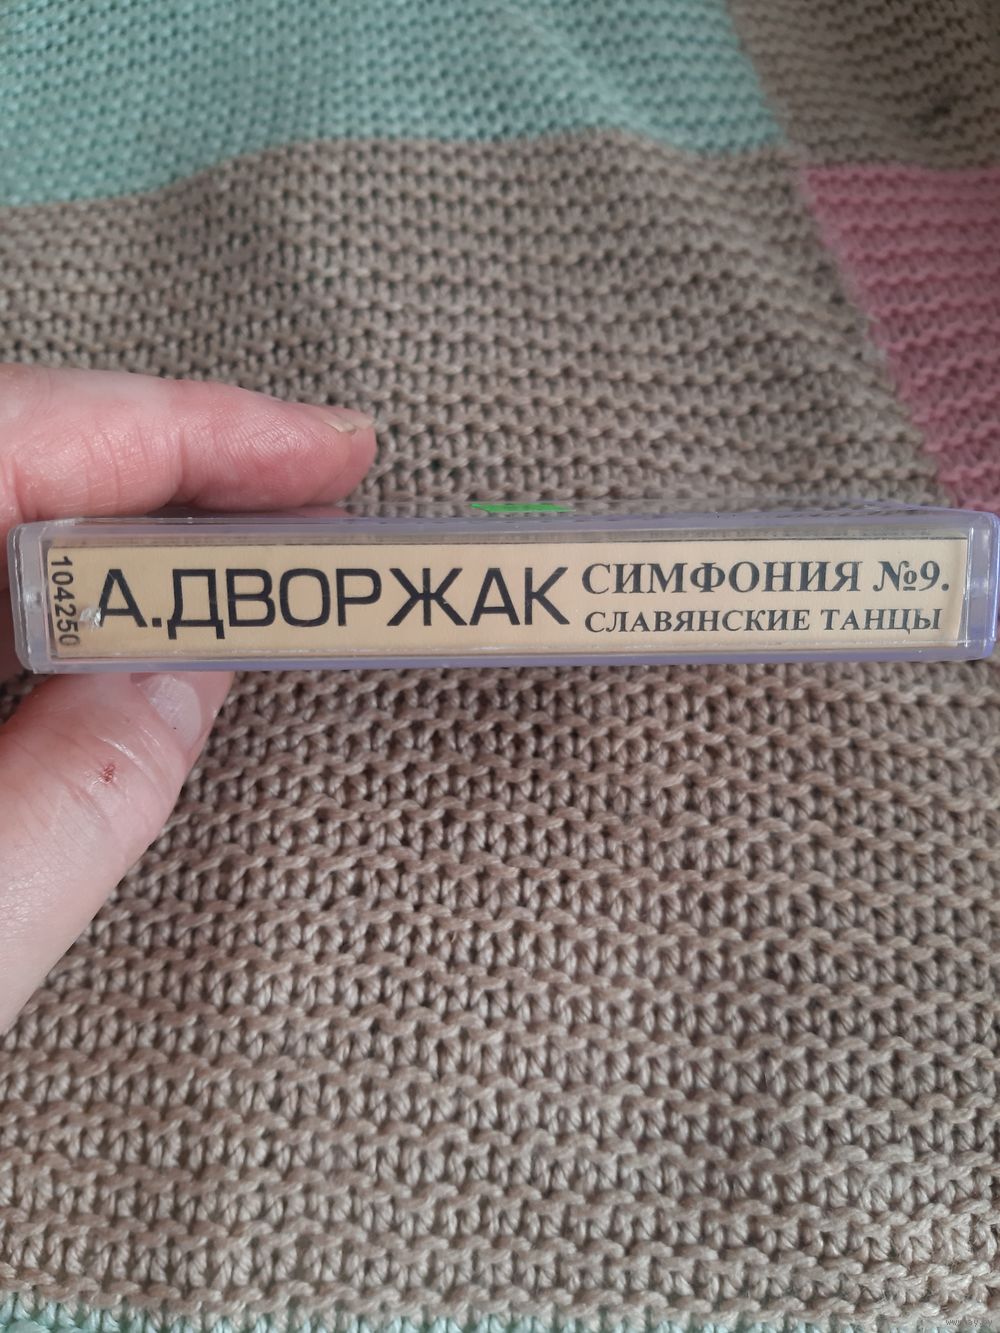 104250
А.ДВОРЖАК
СИМФОНИЯ №9.
СЛАВЯНСКИЕ ТАНЦЫ